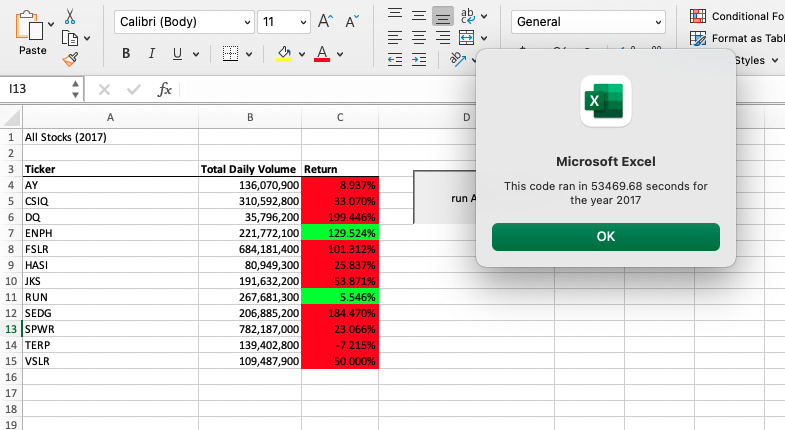 Calibri (Body) 11 A^ A˅ ab General Conditional Fo
Paste Format as Tab
B I U A Styles
I13 fx
A B C D
1 All Stocks (2017)
2
3 Ticker Total Daily Volume Return
4 AY 136,070,900 8.937%
5 CSIQ 310,592,800 33.070%
6 DQ 35,796,200 199.446%
7 ENPH 221,772,100 129.524%
8 FSLR 684,181,400 101.312%
9 HASI 80,949,300 25.837%
10 JKS 191,632,200 53.871%
11 RUN 267,681,300 5.546%
12 SEDG 206,885,200 184.470%
13 SPWR 782,187,000 23.066%
14 TERP 139,402,800 -7.215%
15 VSLR 109,487,900 50.000%
16
17
18
19
run A
Microsoft Excel
This code ran in 53469.68 seconds for
the year 2017
OK